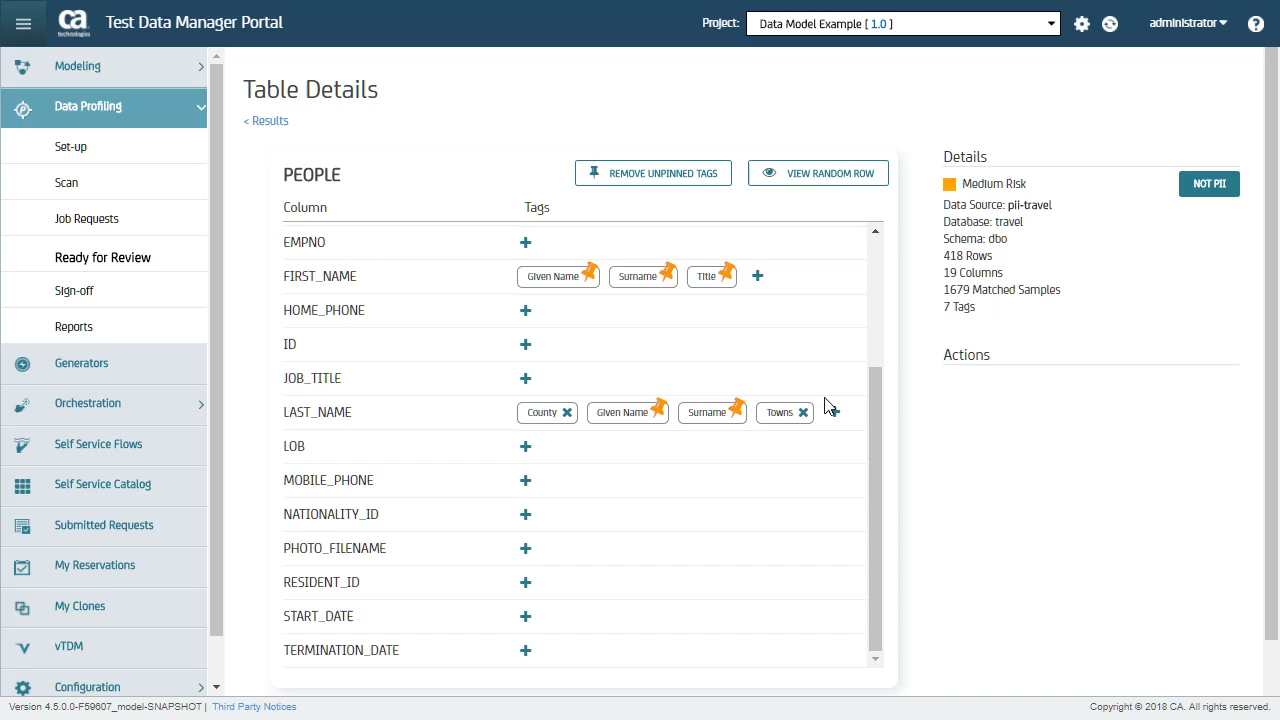 ca technologies Test Data Manager Portal Project: Data Model Example [ 1.0 ] administrator ?
Modeling
Data Profiling
Set-up
Scan
Job Requests
Ready for Review
Sign-off
Reports
Generators
Orchestration
Self Service Flows
Self Service Catalog
Submitted Requests
My Reservations
My Clones
vTDM
Configuration
Table Details
< Results
PEOPLE REMOVE UNPINNED TAGS VIEW RANDOM ROW
Column Tags
EMPNO
FIRST_NAME Given Name Surname Title
HOME_PHONE
ID
JOB_TITLE
LAST_NAME County Given Name Surname Towns
LOB
MOBILE_PHONE
NATIONALITY_ID
PHOTO_FILENAME
RESIDENT_ID
START_DATE
TERMINATION_DATE
Details
Medium Risk NOT PII
Data Source: pii-travel
Database: travel
Schema: dbo
418 Rows
19 Columns
1679 Matched Samples
7 Tags
Actions
Version 4.5.0.0-F59607_model-SNAPSHOT | Third Party Notices Copyright © 2018 CA. All rights reserved.